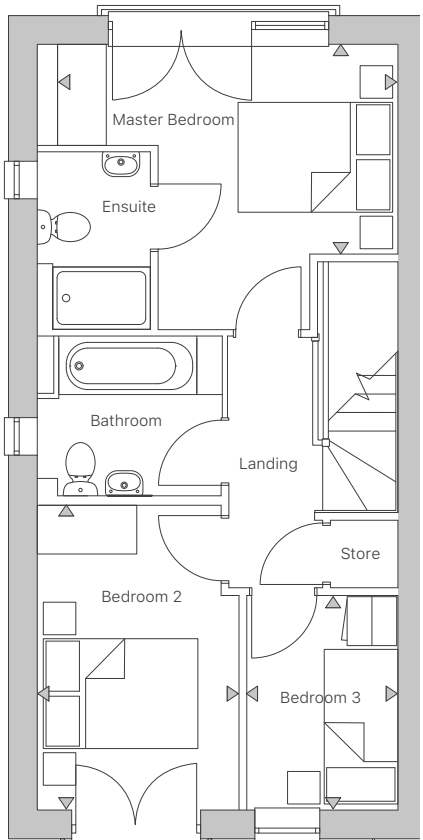 Master Bedroom
Ensuite
Bathroom
Landing
Store
Bedroom 2
Bedroom 3